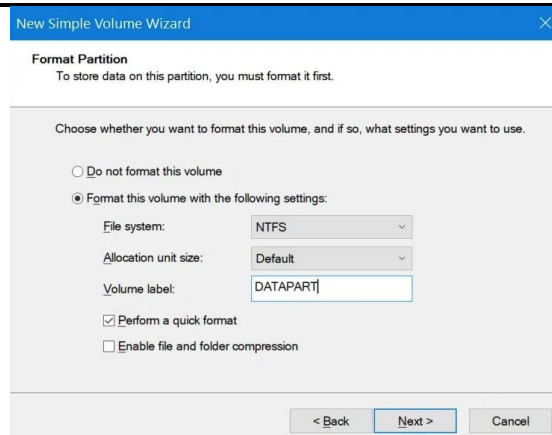 New Simple Volume Wizard
Format Partition
To store data on this partition, you must format it first.
Choose whether you want to format this volume, and if so, what settings you want to use.
Do not format this volume
Format this volume with the following settings:
File system: NTFS
Allocation unit size: Default
Volume label: DATAPART
Perform a quick format
Enable file and folder compression
< Back Next > Cancel